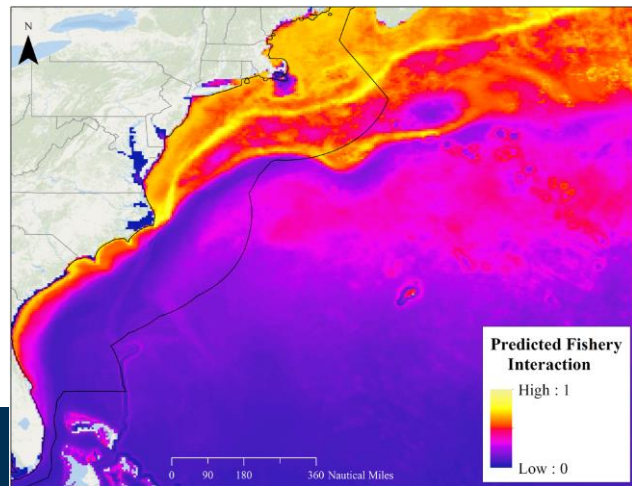 N
Predicted Fishery
Interaction
High : 1
Low : 0
0 90 180 360 Nautical Miles